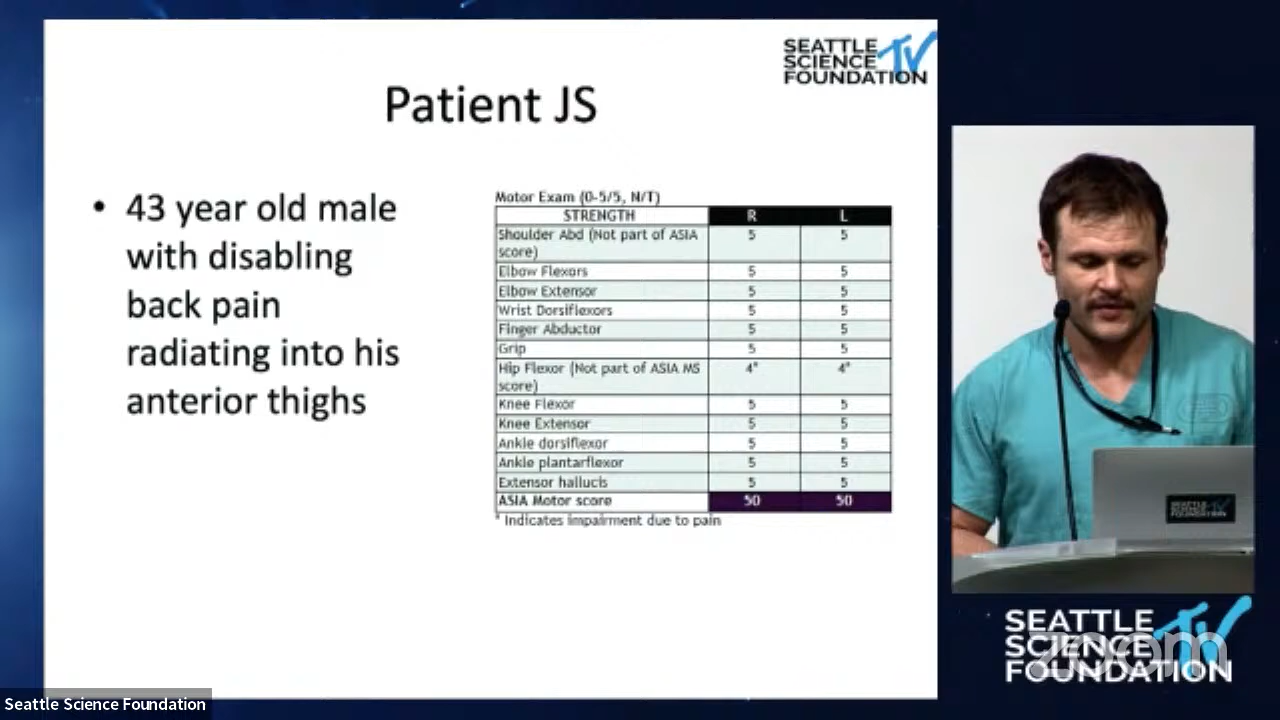 SEATTLE
SCIENCE TV
FOUNDATION
Patient JS
• 43 year old male
with disabling
back pain
radiating into his
anterior thighs
Motor Exam (0-5/5, N/T)
STRENGTH R L
Shoulder Abd (Not part of ASIA
score) 5 5
Elbow Flexors 5 5
Elbow Extensor 5 5
Wrist Dorsiflexors 5 5
Finger Abductor 5 5
Grip 5 5
Hip Flexor (Not part of ASIA MS
score) 4* 4*
Knee Flexor 5 5
Knee Extensor 5 5
Ankle dorsiflexor 5 5
Ankle plantarflexor 5 5
Extensor hallucis 5 5
ASIA Motor score 50 50
* Indicates impairment due to pain
SEATTLE
SCIENCE TV
FOUNDATION
SEATTLE
SCIENCE TV
FOUNDATION
zoom
Seattle Science Foundation